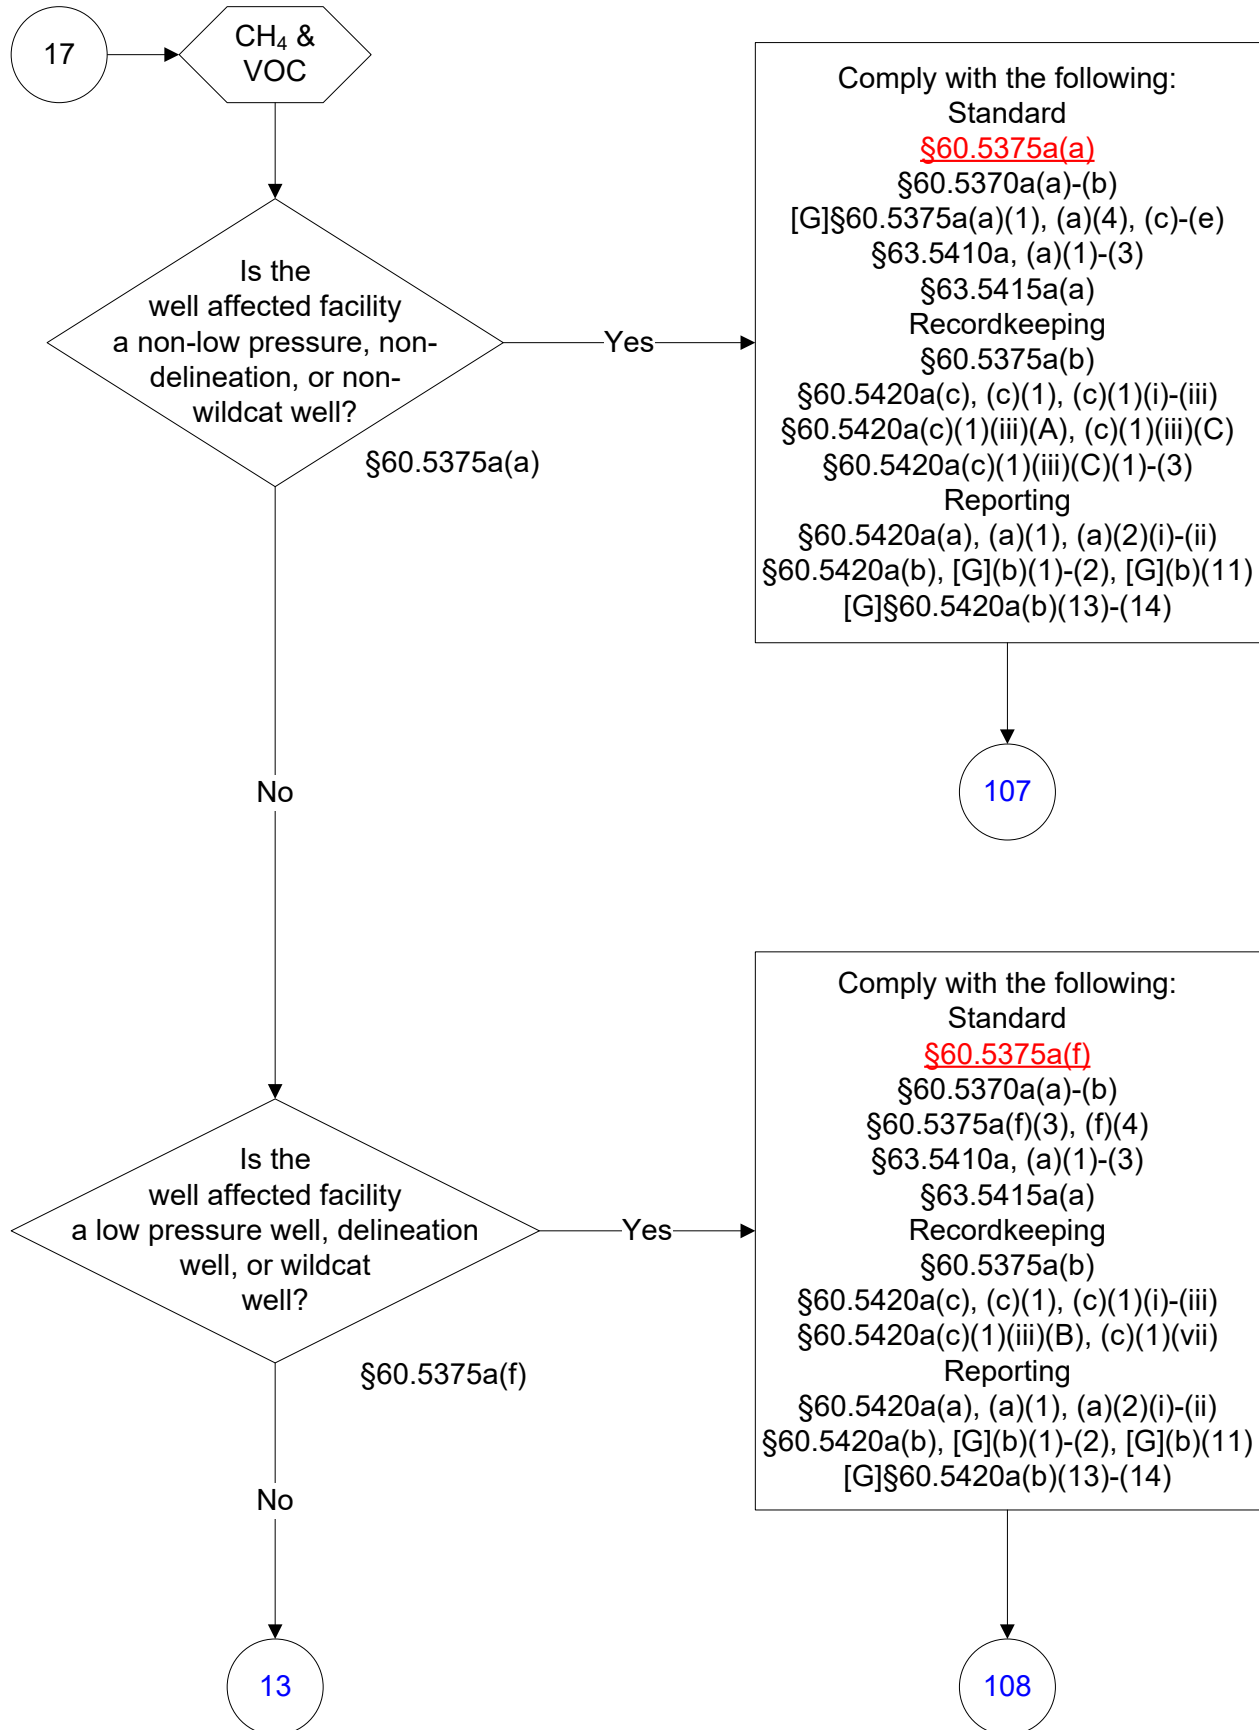 17
CH₄ &
VOC
Is the
well affected facility
a non-low pressure, non-
delineation, or non-
wildcat well?
§60.5375a(a)
Yes
Comply with the following:
Standard
§60.5375a(a)
§60.5370a(a)-(b)
[G]§60.5375a(a)(1), (a)(4), (c)-(e)
§63.5410a, (a)(1)-(3)
§63.5415a(a)
Recordkeeping
§60.5375a(b)
§60.5420a(c), (c)(1), (c)(1)(i)-(iii)
§60.5420a(c)(1)(iii)(A), (c)(1)(iii)(C)
§60.5420a(c)(1)(iii)(C)(1)-(3)
Reporting
§60.5420a(a), (a)(1), (a)(2)(i)-(ii)
§60.5420a(b), [G](b)(1)-(2), [G](b)(11)
[G]§60.5420a(b)(13)-(14)
107
No
Is the
well affected facility
a low pressure well, delineation
well, or wildcat
well?
§60.5375a(f)
Yes
Comply with the following:
Standard
§60.5375a(f)
§60.5370a(a)-(b)
§60.5375a(f)(3), (f)(4)
§63.5410a, (a)(1)-(3)
§63.5415a(a)
Recordkeeping
§60.5375a(b)
§60.5420a(c), (c)(1), (c)(1)(i)-(iii)
§60.5420a(c)(1)(iii)(B), (c)(1)(vii)
Reporting
§60.5420a(a), (a)(1), (a)(2)(i)-(ii)
§60.5420a(b), [G](b)(1)-(2), [G](b)(11)
[G]§60.5420a(b)(13)-(14)
No
13
108